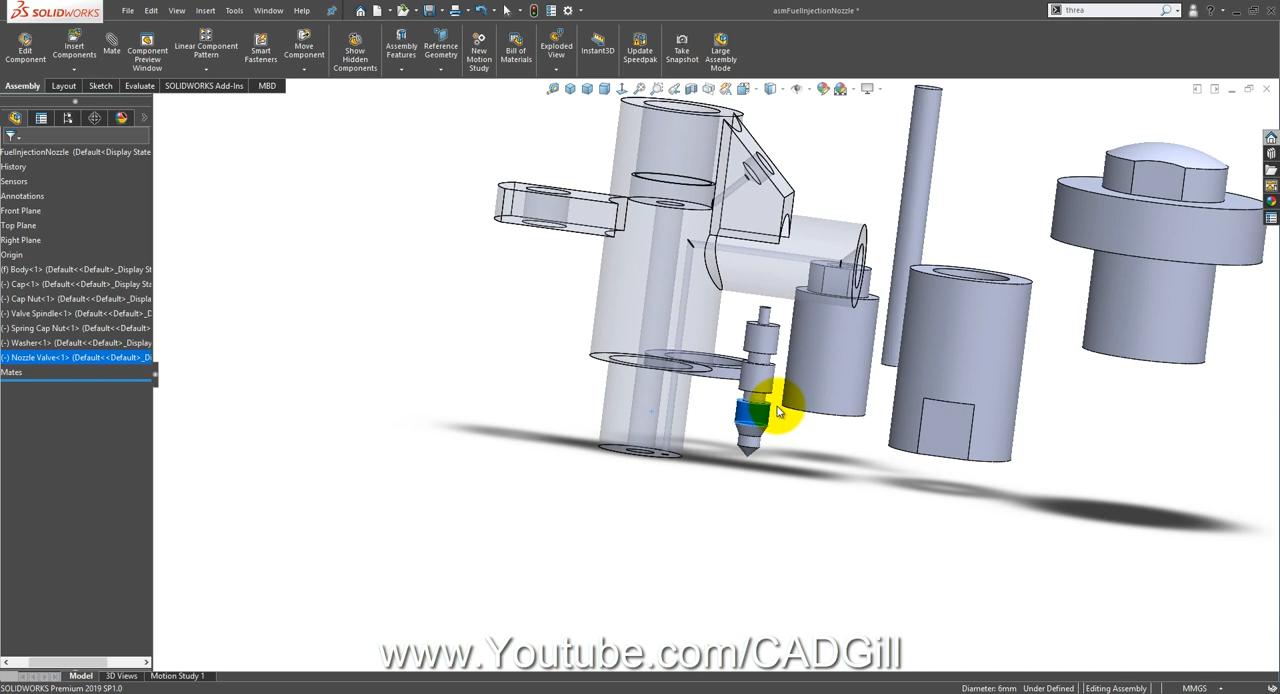 SOLIDWORKS
File Edit View Insert Tools Window Help
asmFuelInjectionNozzle *
threa
Edit Component
Insert Components
Mate
Component Preview Window
Linear Component Pattern
Smart Fasteners
Move Component
Show Hidden Components
Assembly Features
Reference Geometry
New Motion Study
Bill of Materials
Exploded View
Instant3D
Update Speedpak
Take Snapshot
Large Assembly Mode
Assembly Layout Sketch Evaluate SOLIDWORKS Add-Ins MBD
FuelInjectionNozzle (Default<Display State
History
Sensors
Annotations
Front Plane
Top Plane
Right Plane
Origin
(f) Body<1> (Default<<Default>_Display St
(-) Cap<1> (Default<<Default>_Display Sta
(-) Cap Nut<1> (Default<<Default>_Displa
(-) Valve Spindle<1> (Default<<Default>_D
(-) Spring Cap Nut<1> (Default<<Default>
(-) Washer<1> (Default<<Default>_Display
(-) Nozzle Valve<1> (Default<<Default>_Di
Mates
www.Youtube.com/CADGill
Model 3D Views Motion Study 1
SOLIDWORKS Premium 2019 SP1.0
Diameter: 6mm Under Defined Editing Assembly MMGS